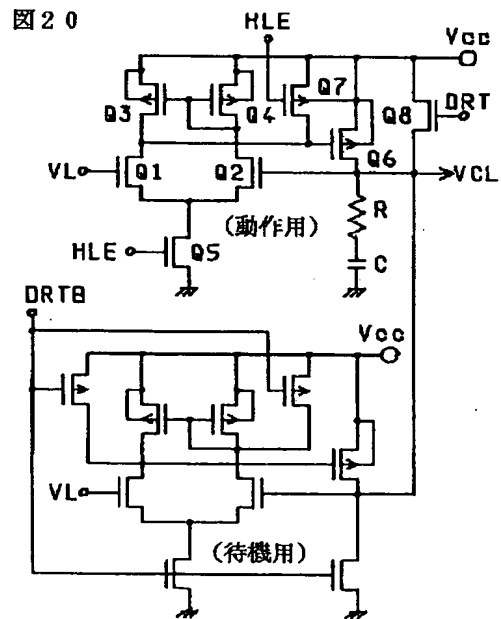 図20
HLE
Vcc
Q3
Q4
Q7
Q8
DRT
Q6
VL
Q1
Q2
VCL
(動作用)
R
HLE
Q5
C
DRTB
Vcc
VL
(待機用)